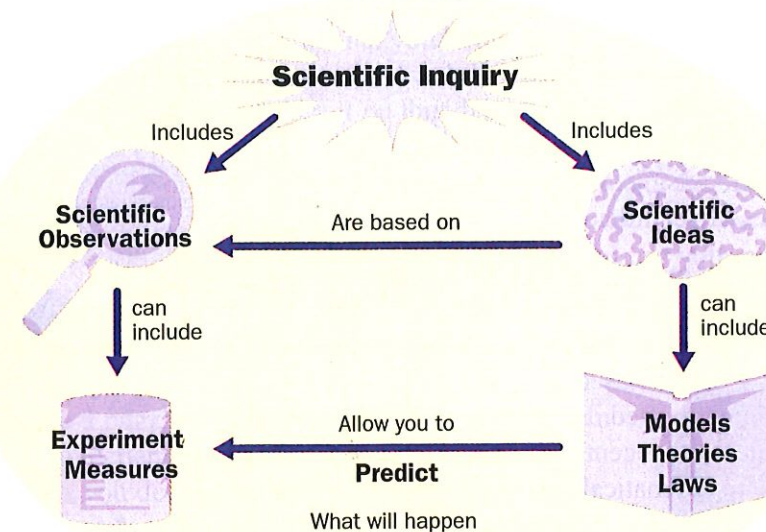 Scientific Inquiry
Includes
Includes
Scientific
Observations
Are based on
Scientific
Ideas
can
include
can
include
Experiment
Measures
Allow you to
Predict
What will happen
Models
Theories
Laws